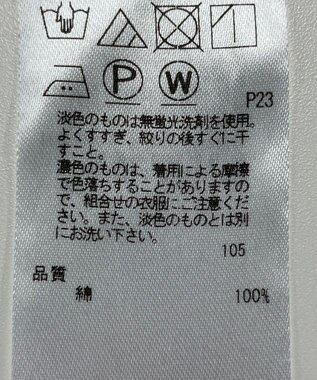 P W
P23
淡色のものは無蛍光洗剤を使用。
よくすすぎ、絞りの後すぐに干
すこと。
濃色のものは、着用による摩擦
で色落ちすることがありますの
で、組合せの衣服にご注意くだ
さい。また、淡色のものとは別
にお洗い下さい。
105
品質
綿 100%